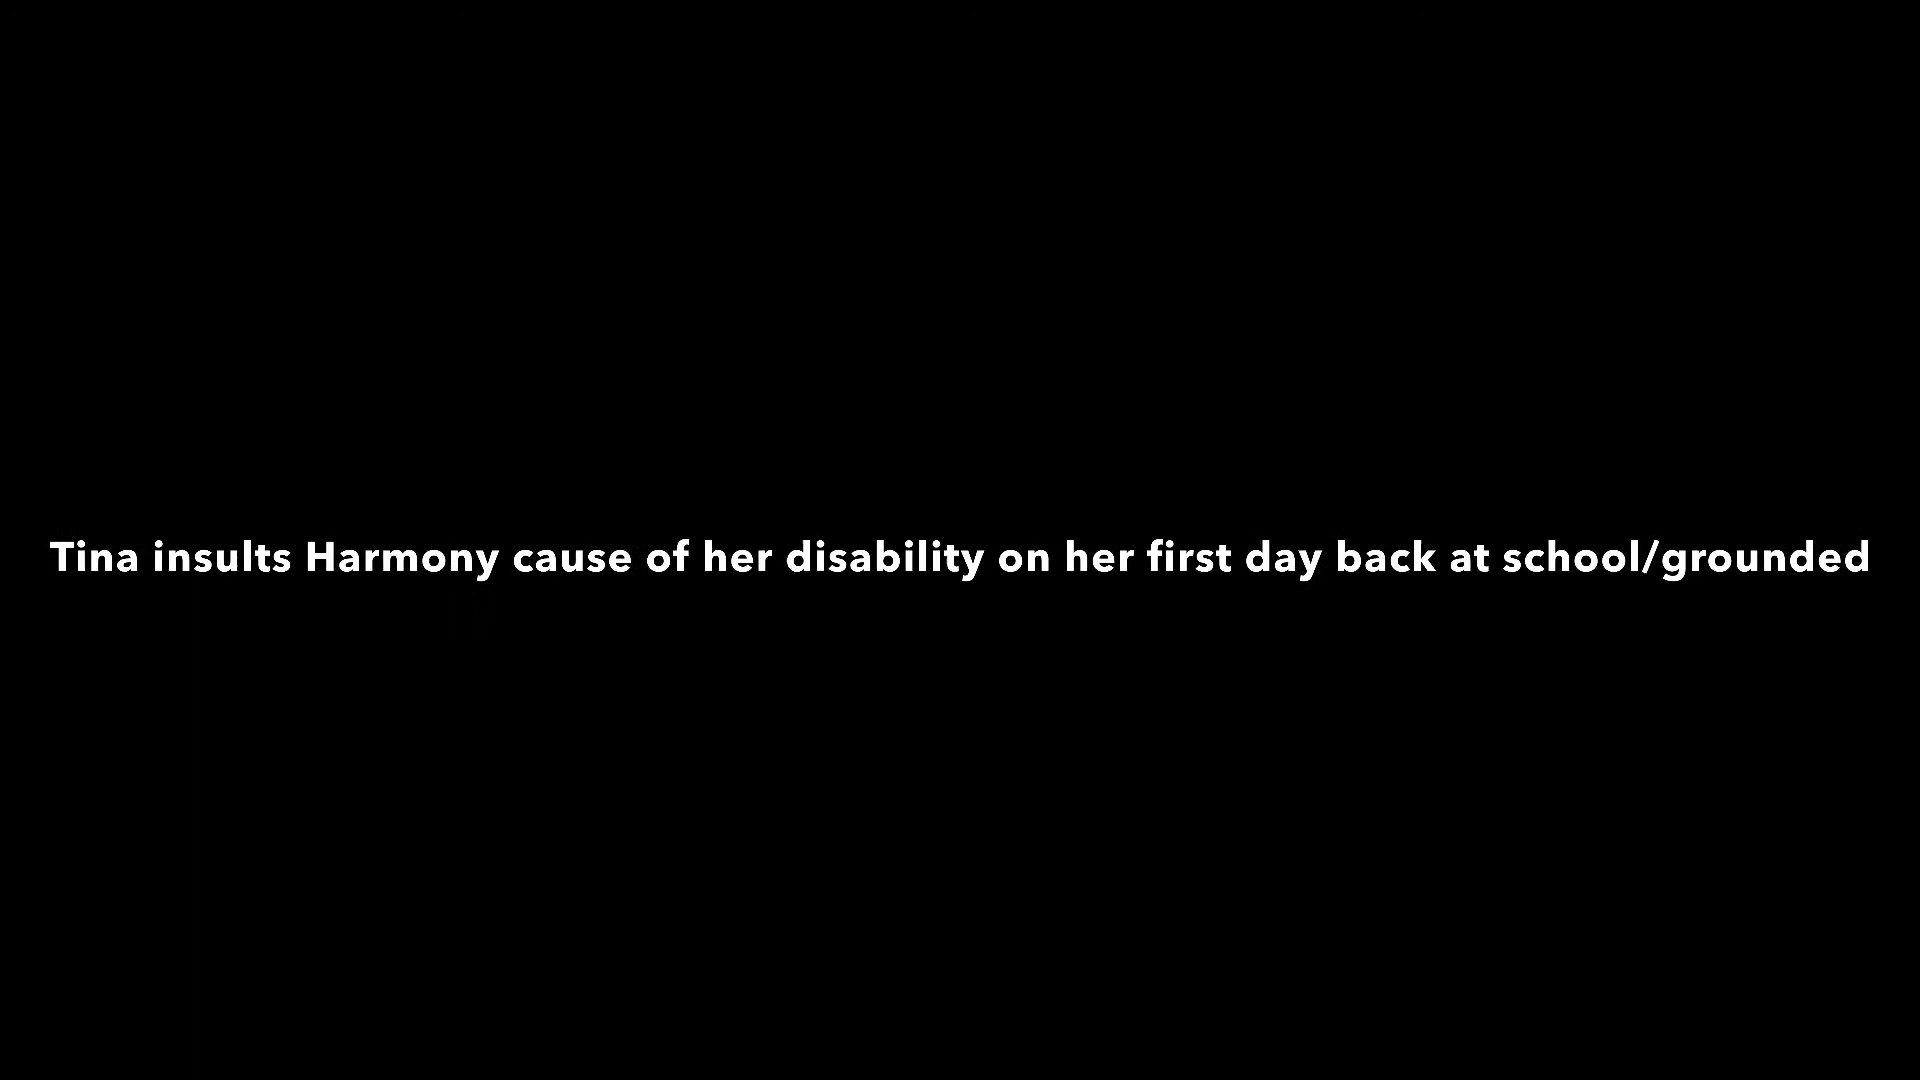 Tina insults Harmony cause of her disability on her first day back at school/grounded